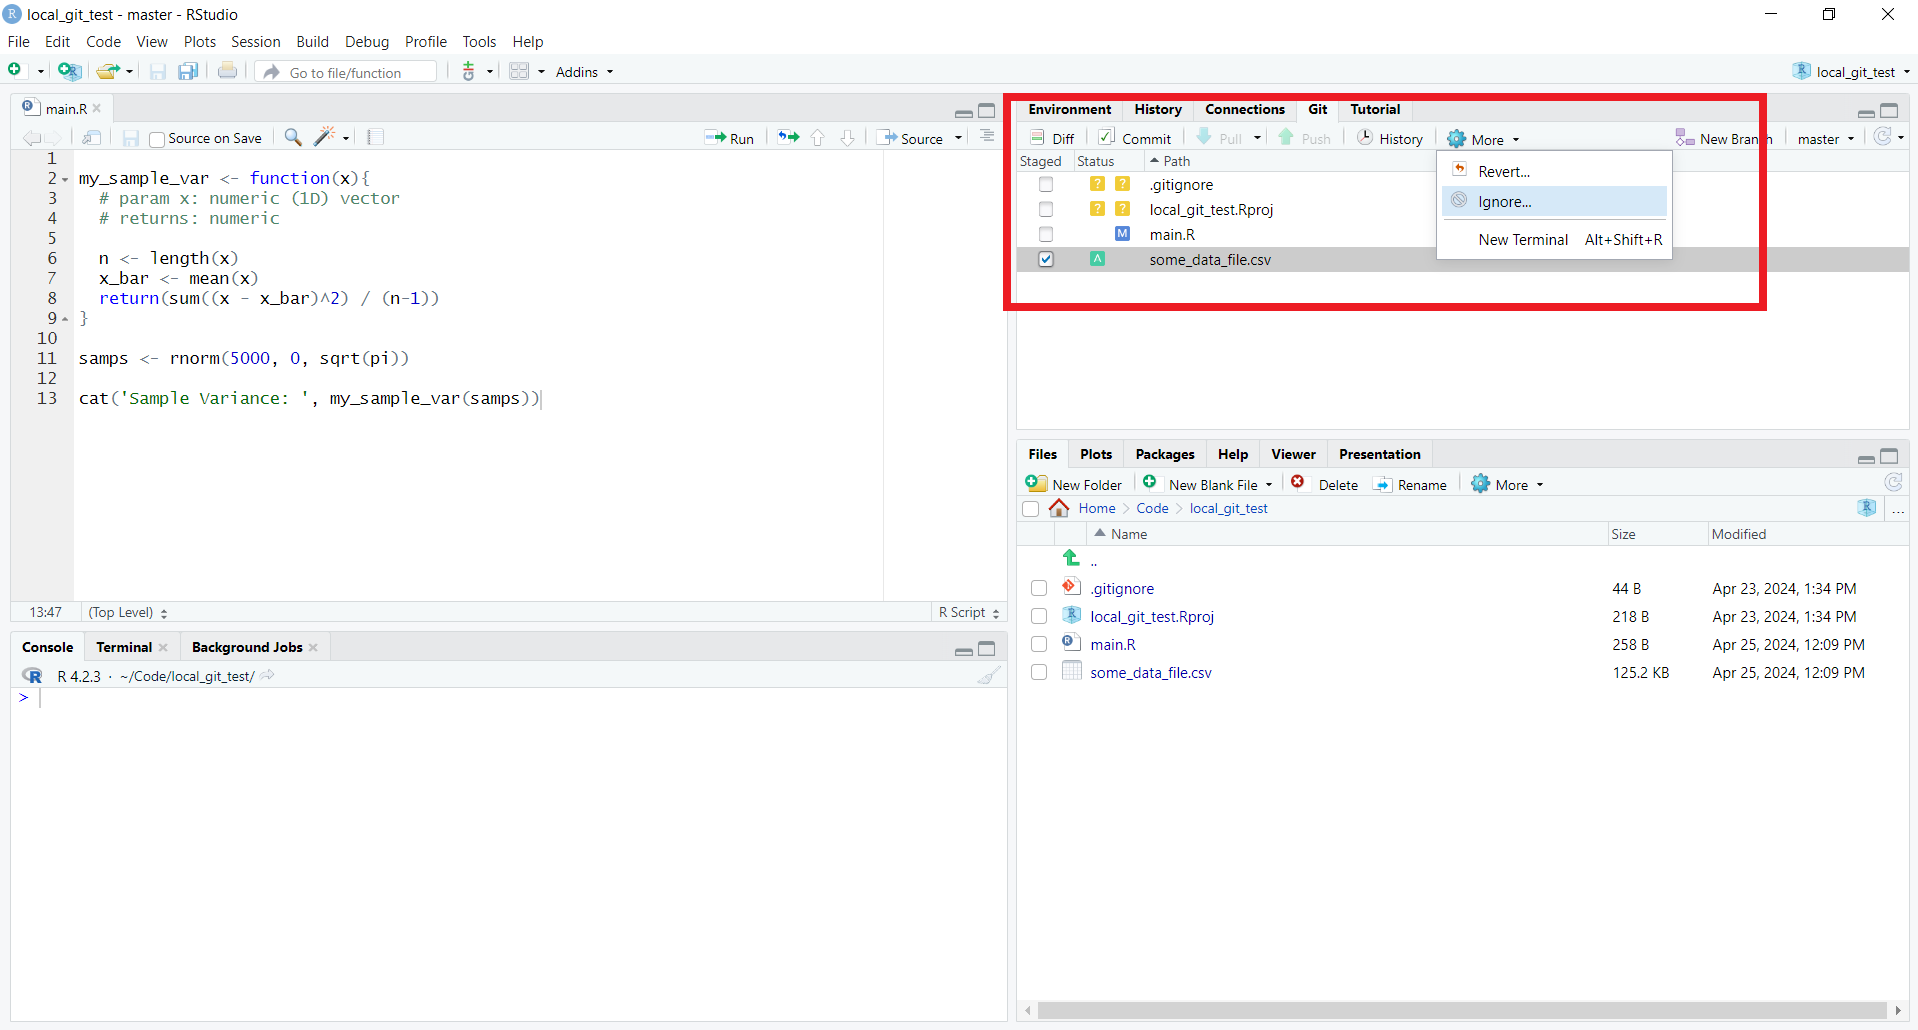 local_git_test - master - RStudio
File Edit Code View Plots Session Build Debug Profile Tools Help
Go to file/function Addins local_git_test
main.R
Source on Save Run Source
1
2 my_sample_var <- function(x){
3 # param x: numeric (1D) vector
4 # returns: numeric
5
6 n <- length(x)
7 x_bar <- mean(x)
8 return(sum((x - x_bar)^2) / (n-1))
9 }
10
11 samps <- rnorm(5000, 0, sqrt(pi))
12
13 cat('Sample Variance: ', my_sample_var(samps))
13:47 (Top Level) R Script
Console Terminal Background Jobs
R 4.2.3 · ~/Code/local_git_test/
>
Environment History Connections Git Tutorial
Diff Commit Pull Push History More New Branch master
Staged Status Path
? ? .gitignore
? ? local_git_test.Rproj
M main.R
A some_data_file.csv
Revert...
Ignore...
New Terminal Alt+Shift+R
Files Plots Packages Help Viewer Presentation
New Folder New Blank File Delete Rename More
Home Code local_git_test ...
Name Size Modified
..
.gitignore 44 B Apr 23, 2024, 1:34 PM
local_git_test.Rproj 218 B Apr 23, 2024, 1:34 PM
main.R 258 B Apr 25, 2024, 12:09 PM
some_data_file.csv 125.2 KB Apr 25, 2024, 12:09 PM